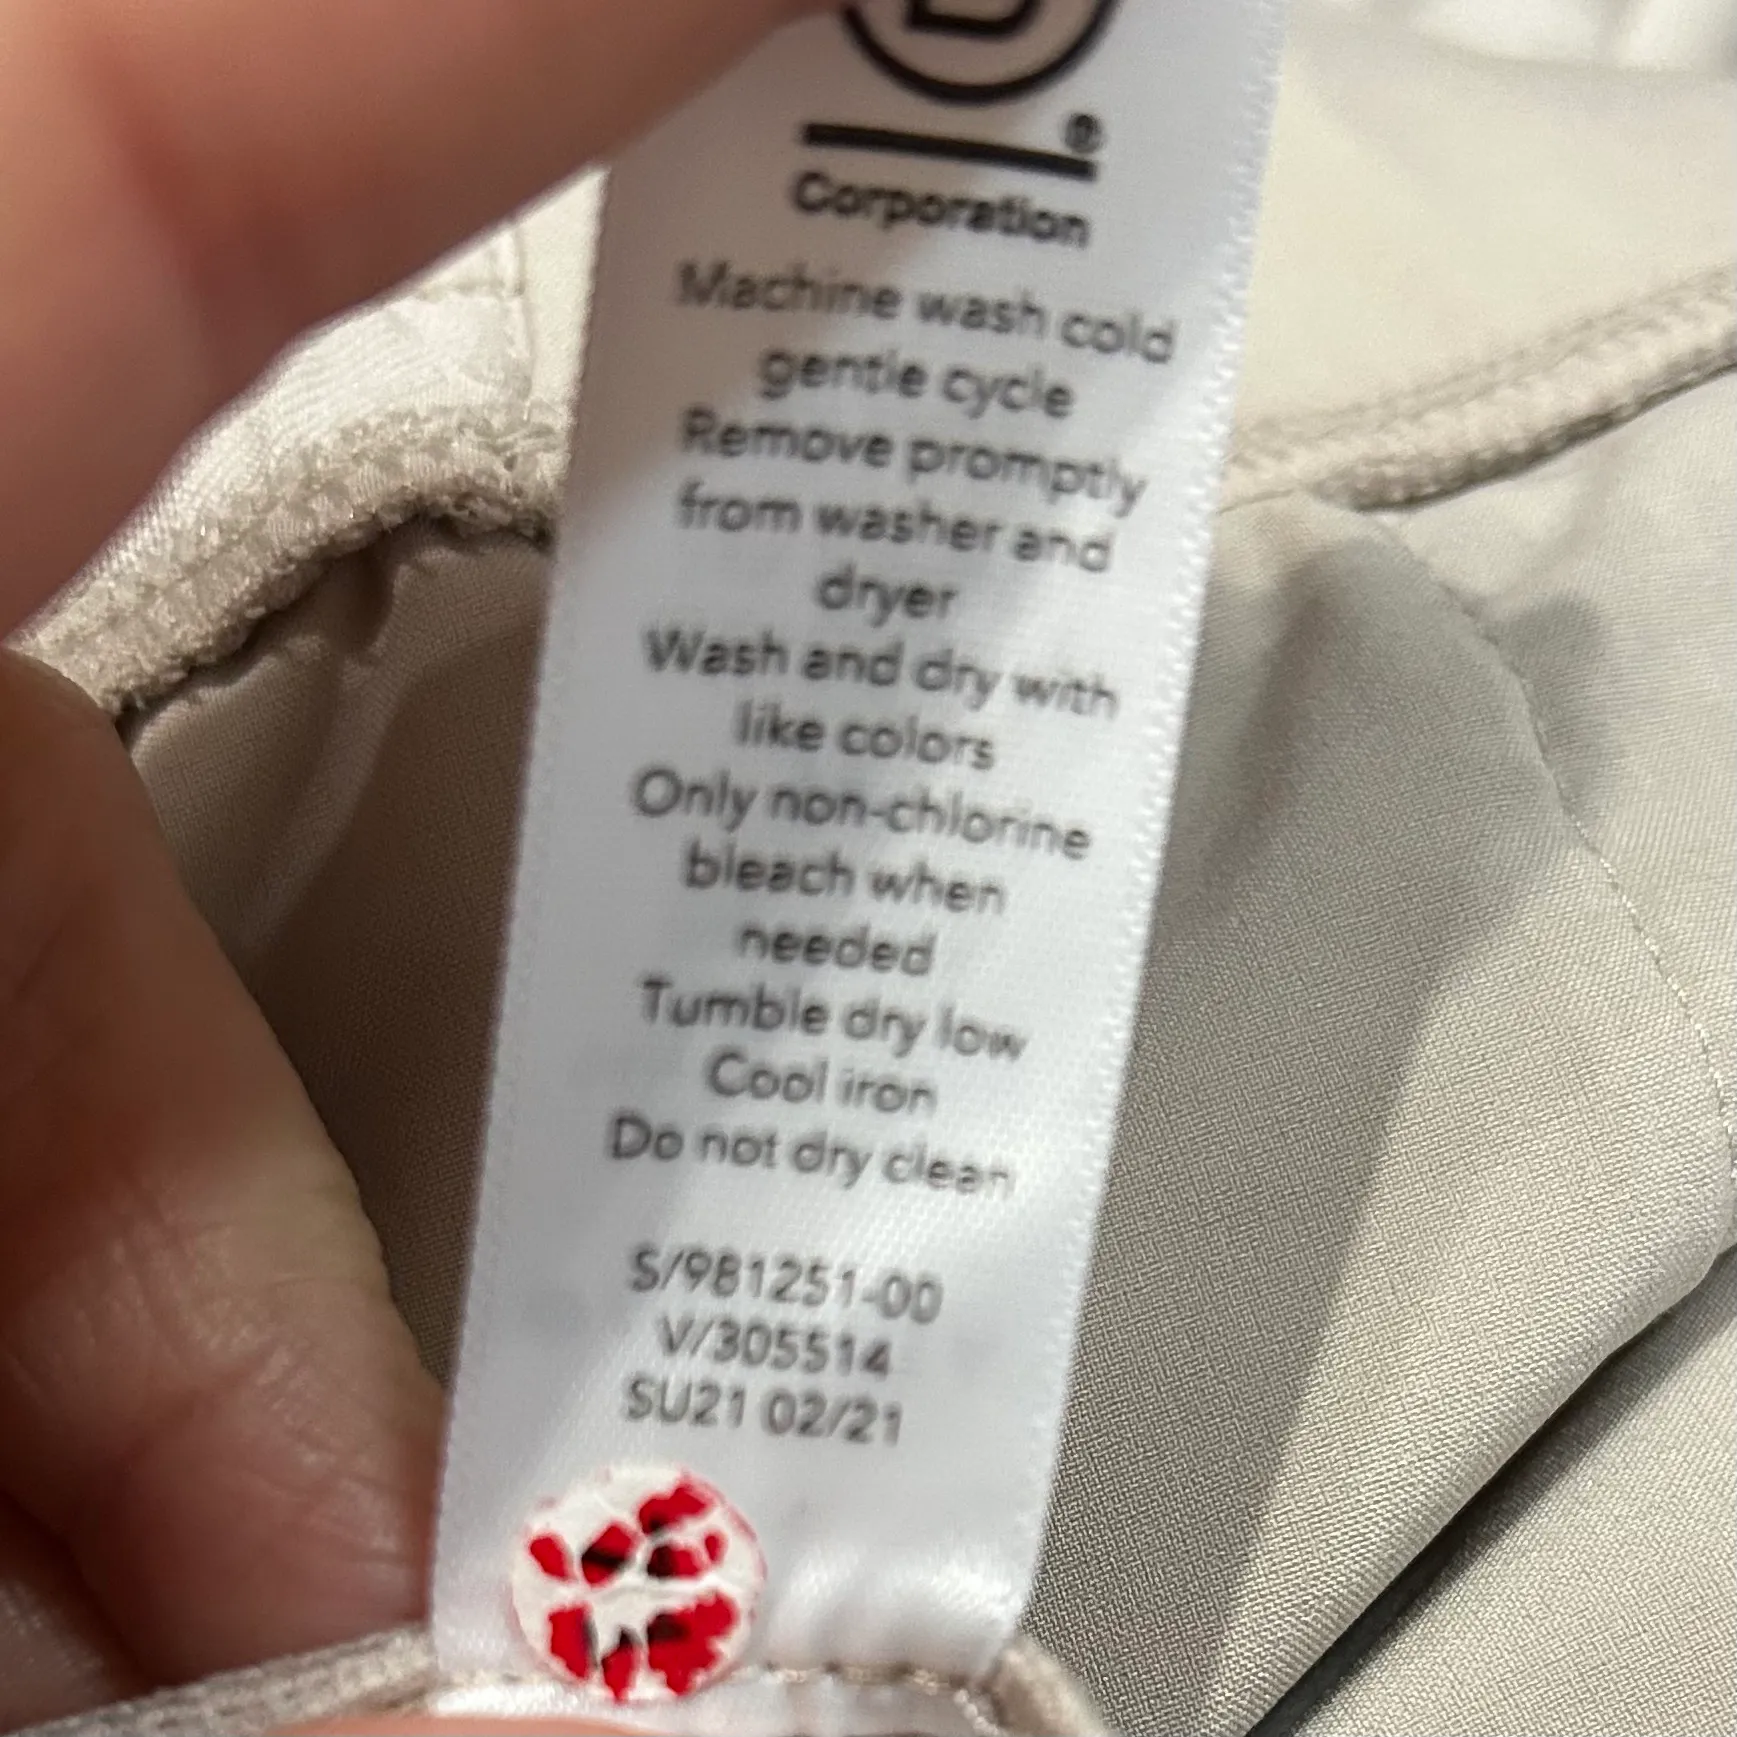 ®
Corporation
Machine wash cold
gentle cycle
Remove promptly
from washer and
dryer
Wash and dry with
like colors
Only non-chlorine
bleach when
needed
Tumble dry low
Cool iron
Do not dry clean
S/981251-00
V/305514
SU21 02/21